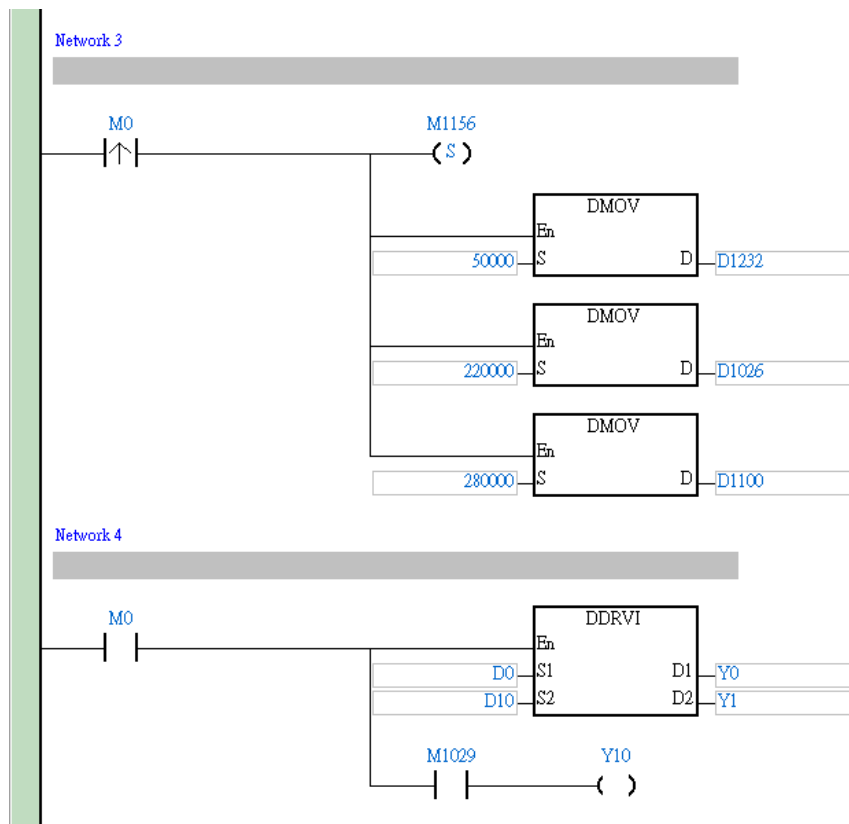 Network 3
M0 M1156
S
DMOV
En
50000 S D D1232
DMOV
En
220000 S D D1026
DMOV
En
280000 S D D1100
Network 4
M0 DDRVI
En
D0 S1 D1 Y0
D10 S2 D2 Y1
M1029 Y10